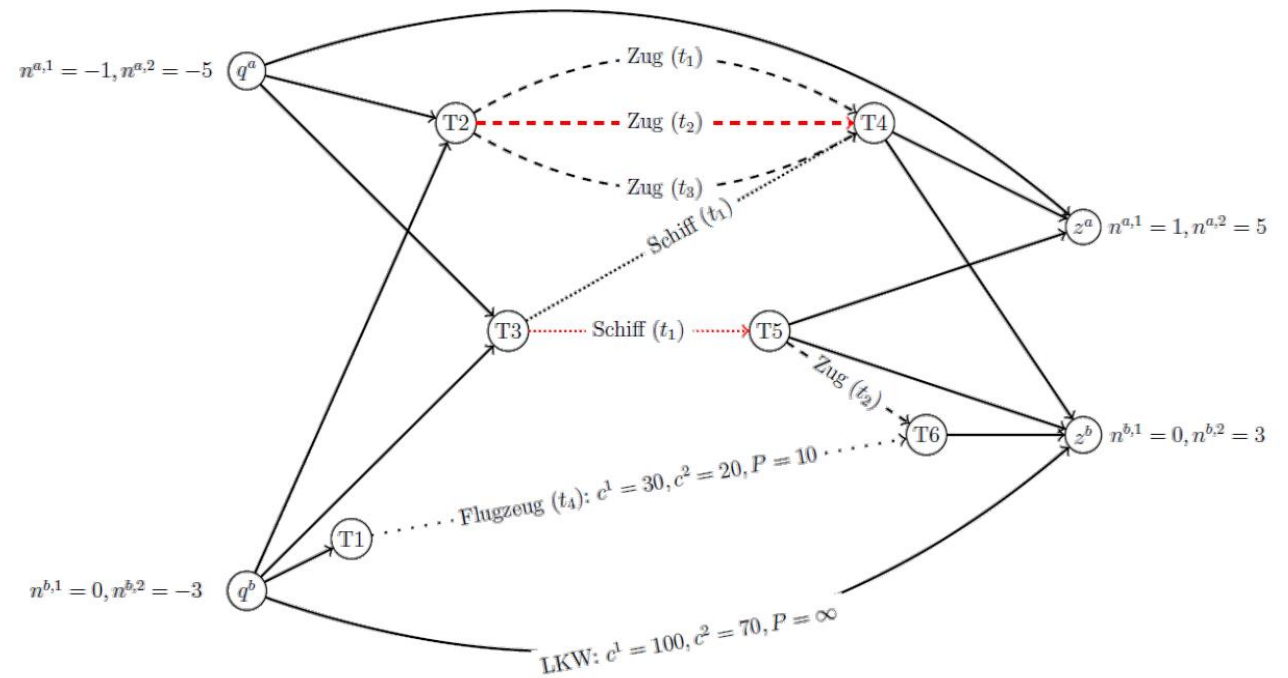 n^{a,1} = −1, n^{a,2} = −5
q^a
Zug (t_1)
T2
Zug (t_2)
T4
Zug (t_3)
Schiff (t_1)
z^a
n^{a,1} = 1, n^{a,2} = 5
T3
Schiff (t_1)
T5
Zug (t_2)
T6
z^b
n^{b,1} = 0, n^{b,2} = 3
Flugzeug (t_4): c^1 = 30, c^2 = 20, P = 10
T1
n^{b,1} = 0, n^{b,2} = −3
q^b
LKW: c^1 = 100, c^2 = 70, P = ∞